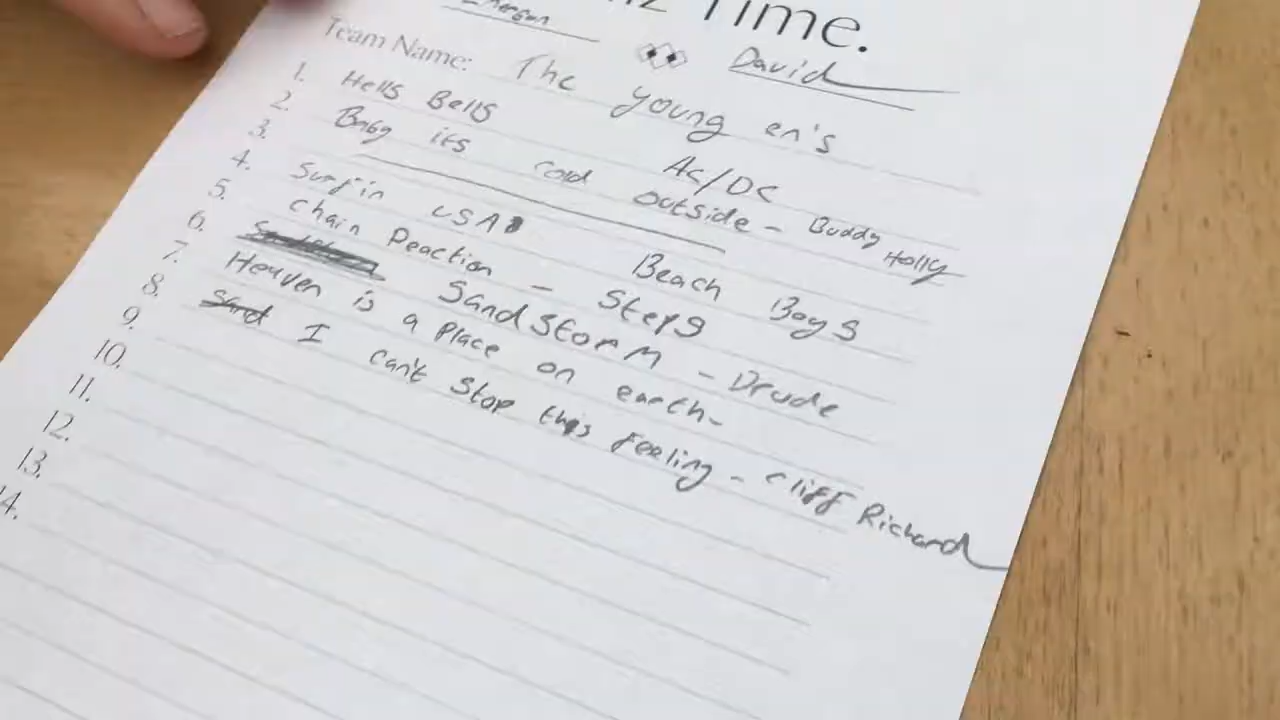 Time.
David
Team Name: The young en's
1. Hells Bells AC/DC
2. Baby its cold outside - Buddy Holly
3.
4. Surfin USA Beach Boys
5. Chain Reaction - Steps
6. SandStorM - Drude
7. Heaven is a place on earth-
8. I can't Stop this Feeling - Cliff Richard
9.
10.
11.
12.
13.
14.